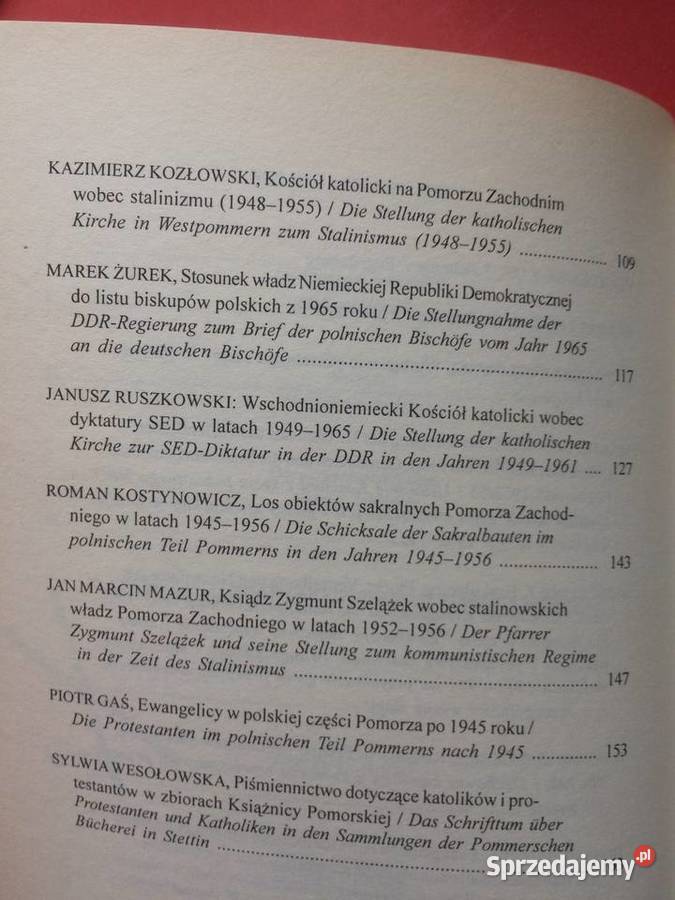 KAZIMIERZ KOZŁOWSKI, Kościół katolicki na Pomorzu Zachodnim
wobec stalinizmu (1948–1955) / Die Stellung der katholischen
Kirche in Westpommern zum Stalinismus (1948–1955) .................... 109
MAREK ŻUREK, Stosunek władz Niemieckiej Republiki Demokratycznej
do listu biskupów polskich z 1965 roku / Die Stellungnahme der
DDR-Regierung zum Brief der polnischen Bischöfe vom Jahr 1965
an die deutschen Bischöfe .................................................. 117
JANUSZ RUSZKOWSKI: Wschodnioniemiecki Kościół katolicki wobec
dyktatury SED w latach 1949–1965 / Die Stellung der katholischen
Kirche zur SED-Diktatur in der DDR in den Jahren 1949–1961 .... 127
ROMAN KOSTYNOWICZ, Los obiektów sakralnych Pomorza Zachod-
niego w latach 1945–1956 / Die Schicksale der Sakralbauten im
polnischen Teil Pommerns in den Jahren 1945–1956 .................. 143
JAN MARCIN MAZUR, Ksiądz Zygmunt Szelążek wobec stalinowskich
władz Pomorza Zachodniego w latach 1952–1956 / Der Pfarrer
Zygmunt Szelążek und seine Stellung zum kommunistischen Regime
in der Zeit des Stalinismus .................................................. 147
PIOTR GAŚ, Ewangelicy w polskiej części Pomorza po 1945 roku /
Die Protestanten im polnischen Teil Pommerns nach 1945 ............ 153
SYLWIA WESOŁOWSKA, Piśmiennictwo dotyczące katolików i pro-
testantów w zbiorach Książnicy Pomorskiej / Das Schrifttum über
Protestanten und Katholiken in den Sammlungen der Pommerschen
Bücherei in Stettin ..................................................
Sprzedajemy.pl